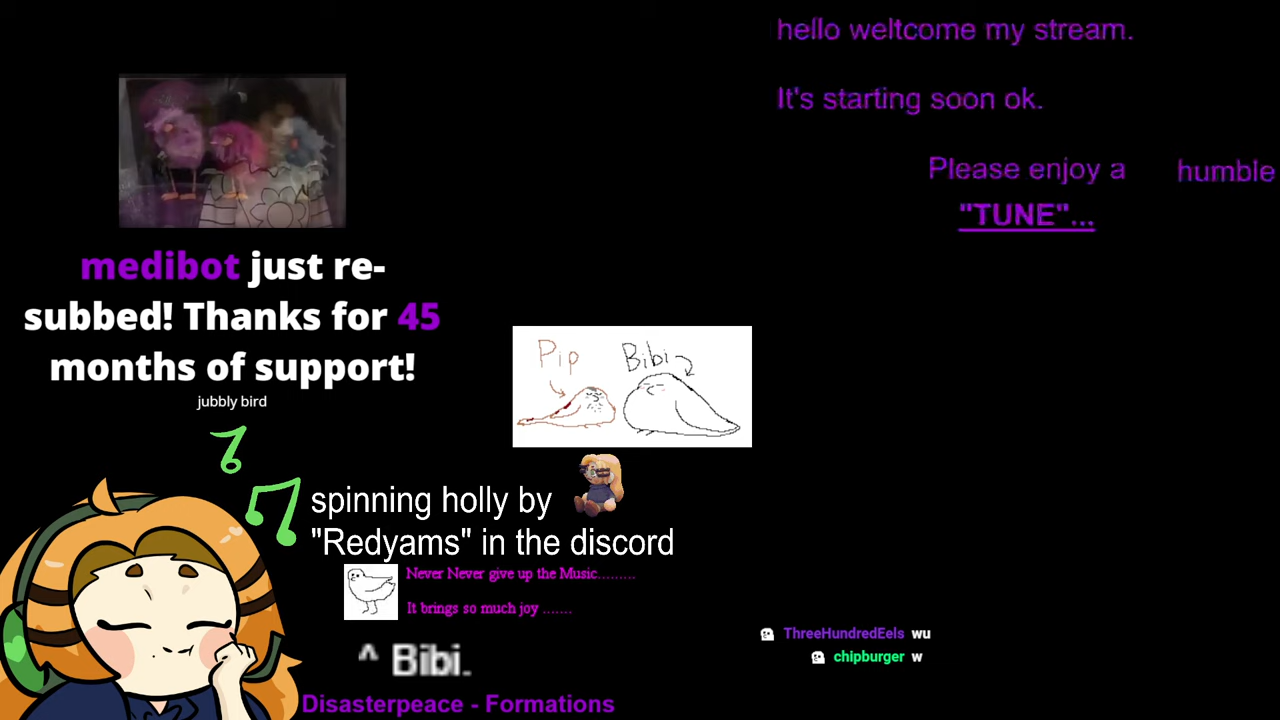 hello weltcome my stream.
It's starting soon ok.
Please enjoy a humble
"TUNE"...
medibot just re-
subbed! Thanks for 45
months of support!
jubbly bird
Pip
Bibi
spinning holly by
"Redyams" in the discord
Never Never give up the Music.........
It brings so much joy .......
^ Bibi.
ThreeHundredEels wu
chipburger w
Disasterpeace - Formations